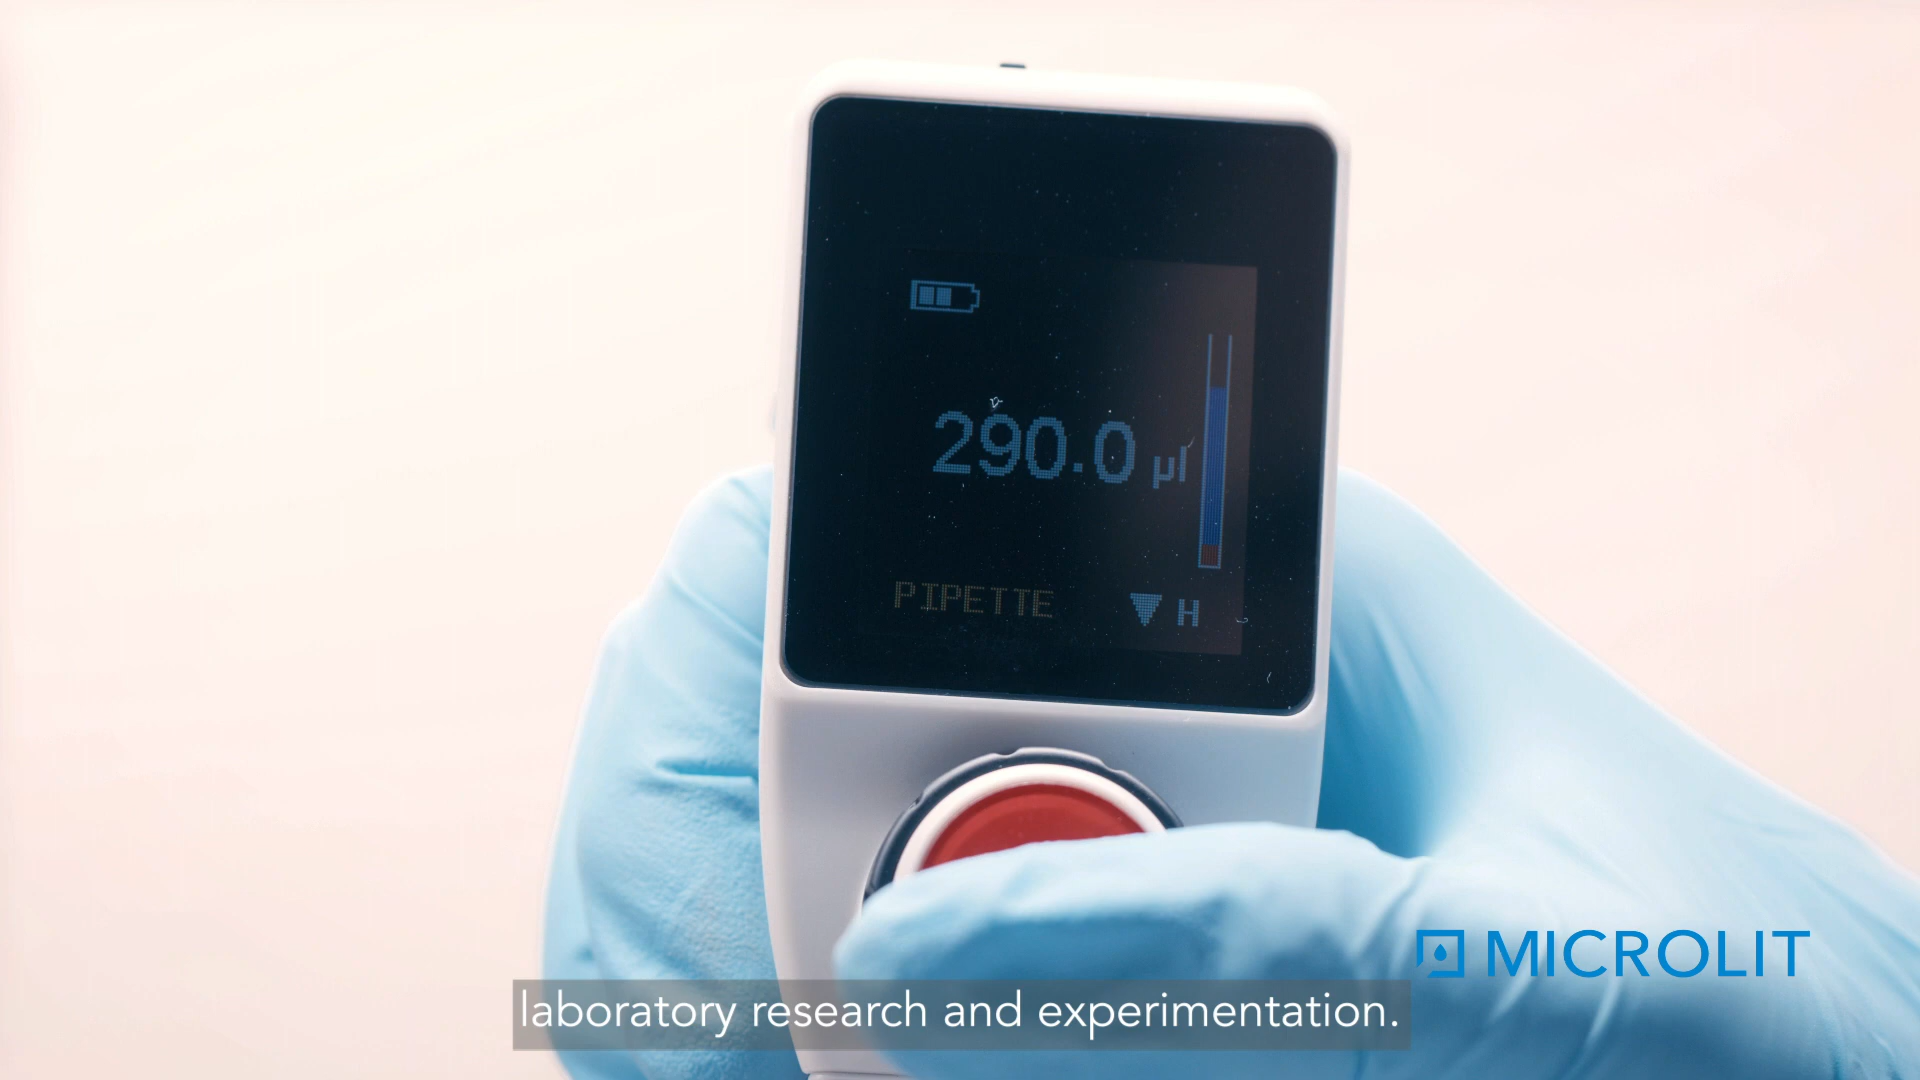 290.0 µl
PIPETTE ▼ H
MICROLIT
laboratory research and experimentation.